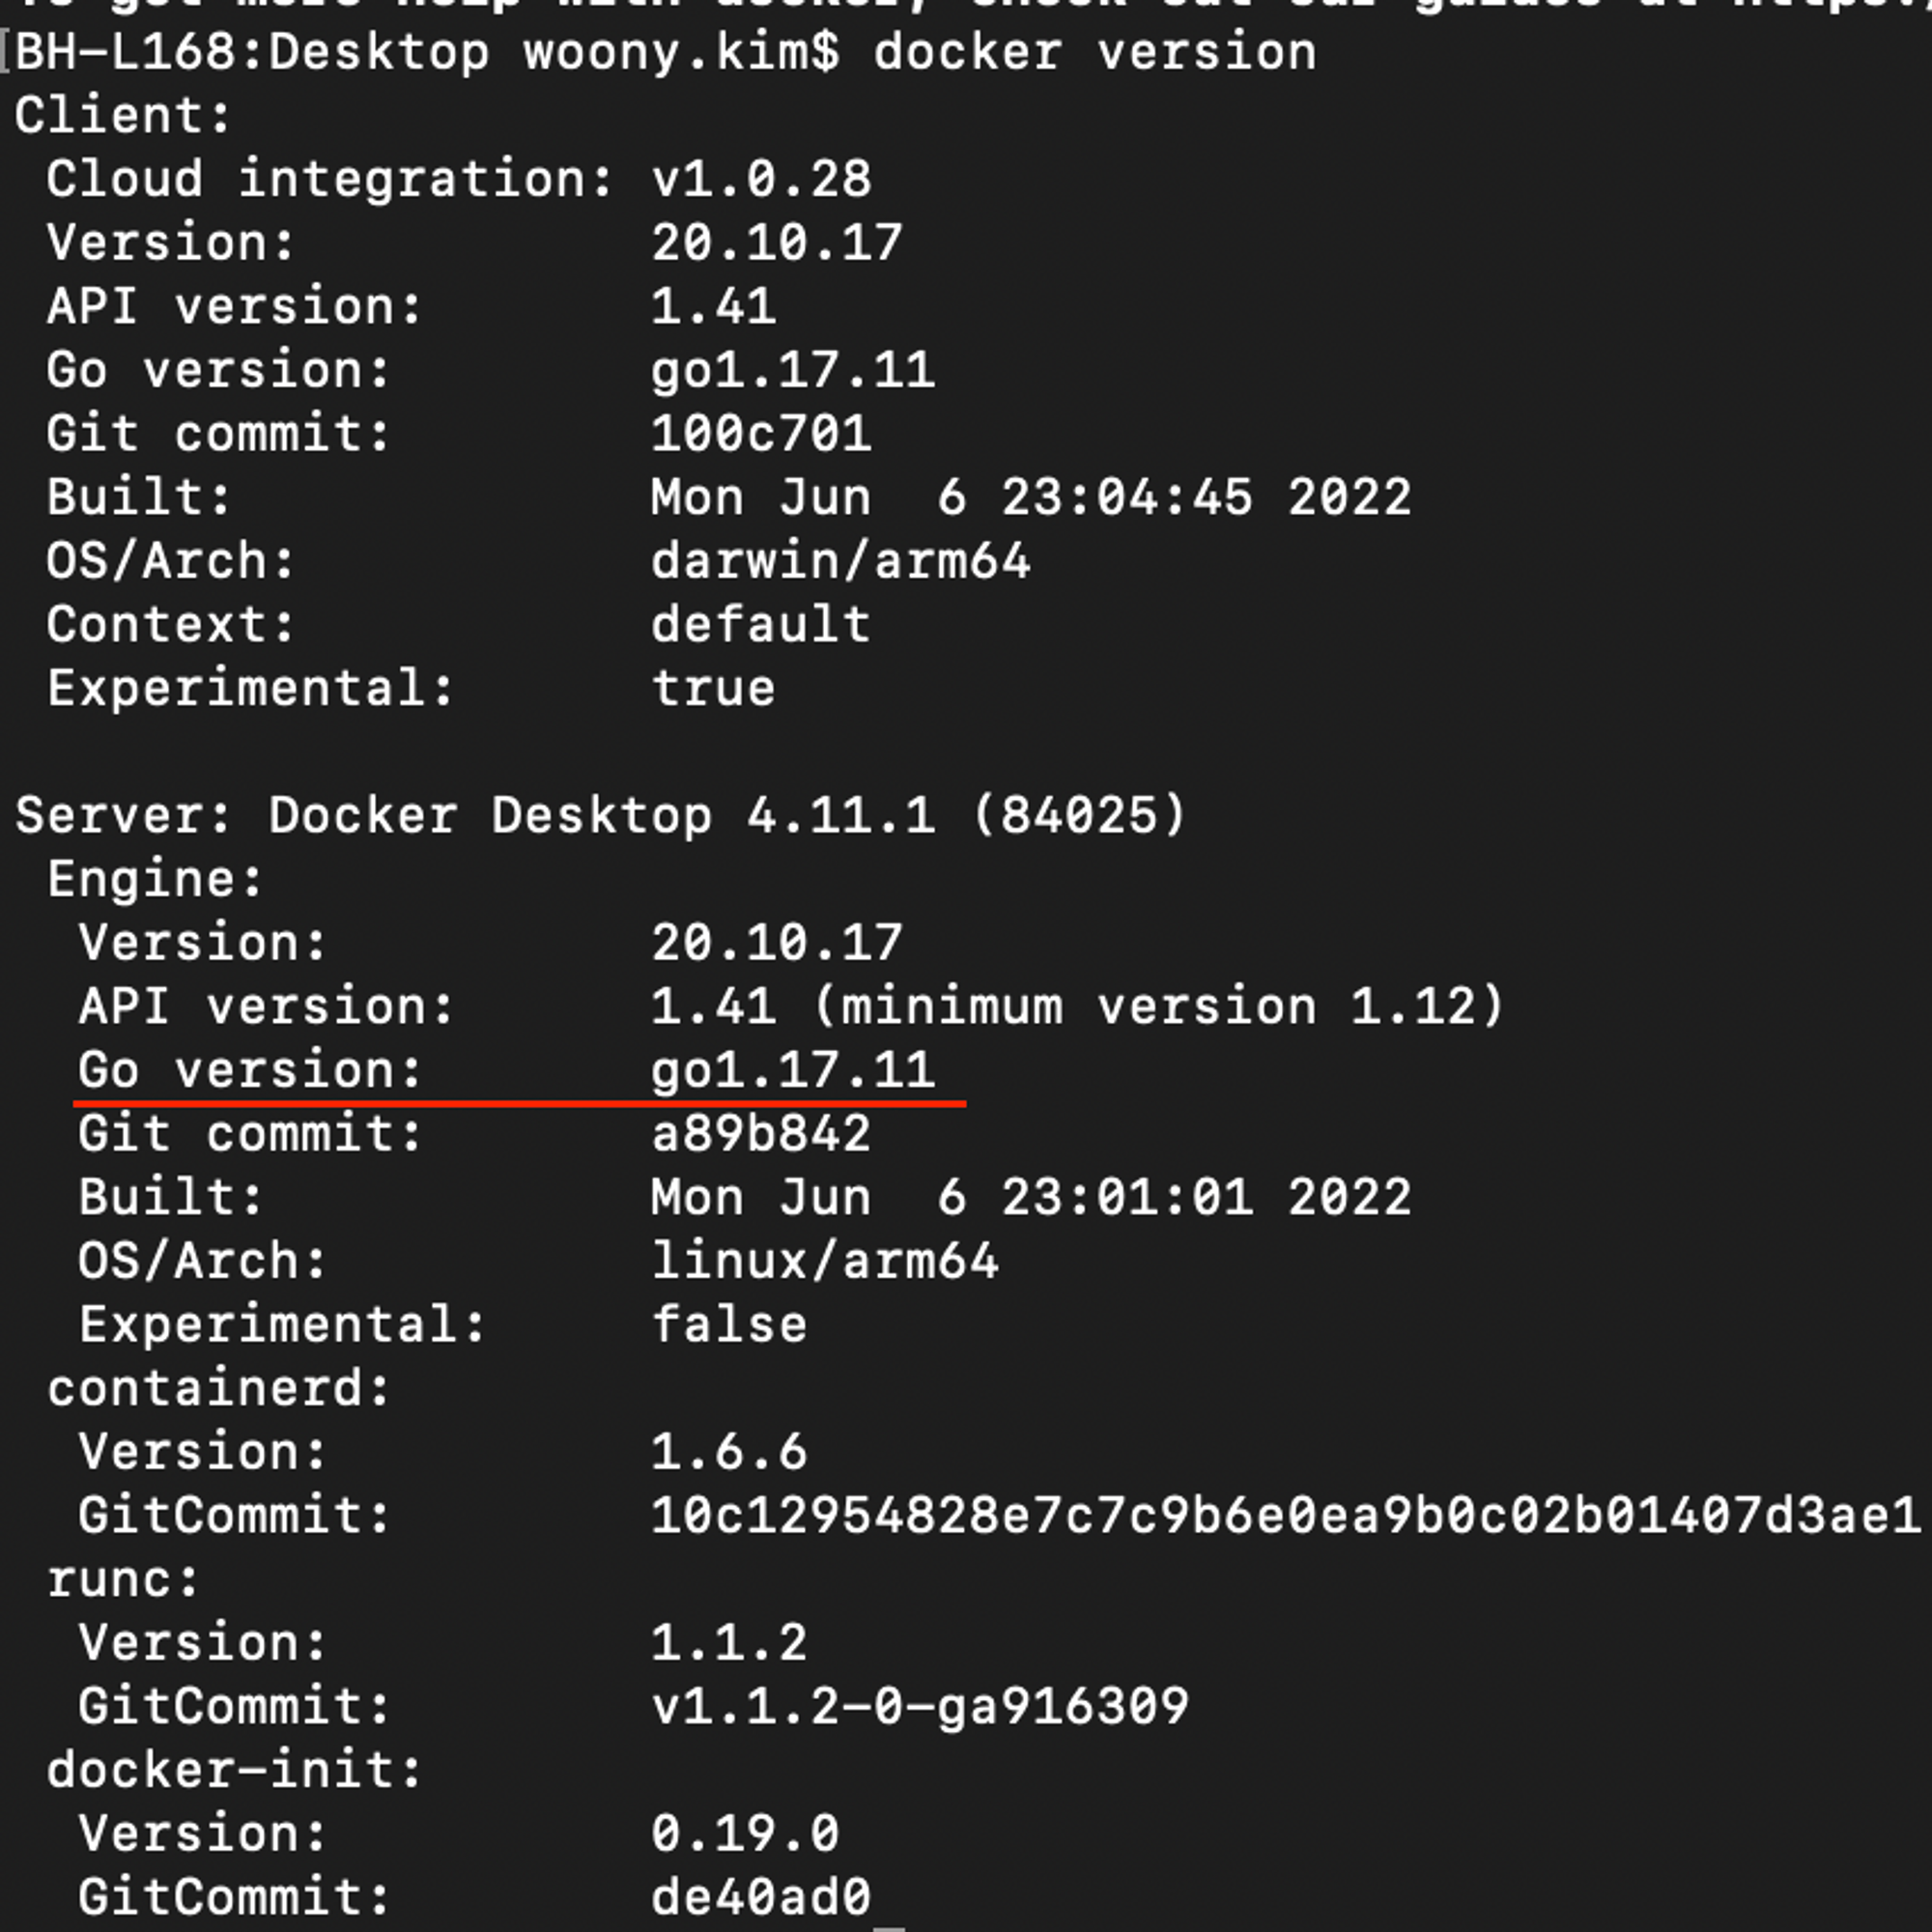 BH-L168:Desktop woony.kim$ docker version
Client:
Cloud integration: v1.0.28
Version: 20.10.17
API version: 1.41
Go version: go1.17.11
Git commit: 100c701
Built: Mon Jun  6 23:04:45 2022
OS/Arch: darwin/arm64
Context: default
Experimental: true
Server: Docker Desktop 4.11.1 (84025)
Engine:
Version: 20.10.17
API version: 1.41 (minimum version 1.12)
Go version: go1.17.11
Git commit: a89b842
Built: Mon Jun  6 23:01:01 2022
OS/Arch: linux/arm64
Experimental: false
containerd:
Version: 1.6.6
GitCommit: 10c12954828e7c7c9b6e0ea9b0c02b01407d3ae1
runc:
Version: 1.1.2
GitCommit: v1.1.2-0-ga916309
docker-init:
Version: 0.19.0
GitCommit: de40ad0